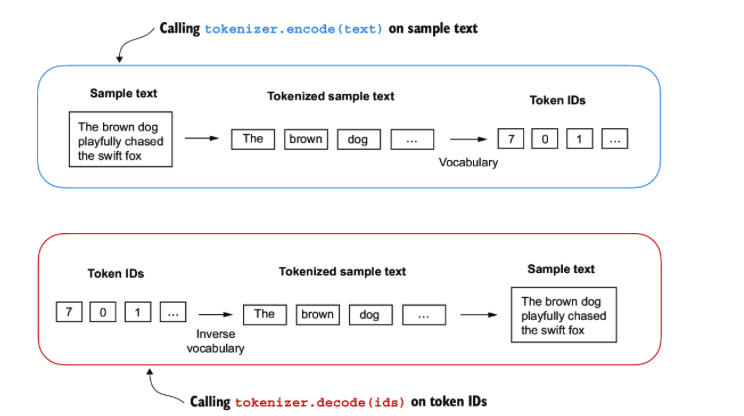 Calling tokenizer.encode(text) on sample text
Sample text
Tokenized sample text
Token IDs
The brown dog
playfully chased
the swift fox
The brown dog ...
7 0 1 ...
Vocabulary
Token IDs
Tokenized sample text
Sample text
7 0 1 ...
Inverse
vocabulary
The brown dog ...
The brown dog
playfully chased
the swift fox
Calling tokenizer.decode(ids) on token IDs